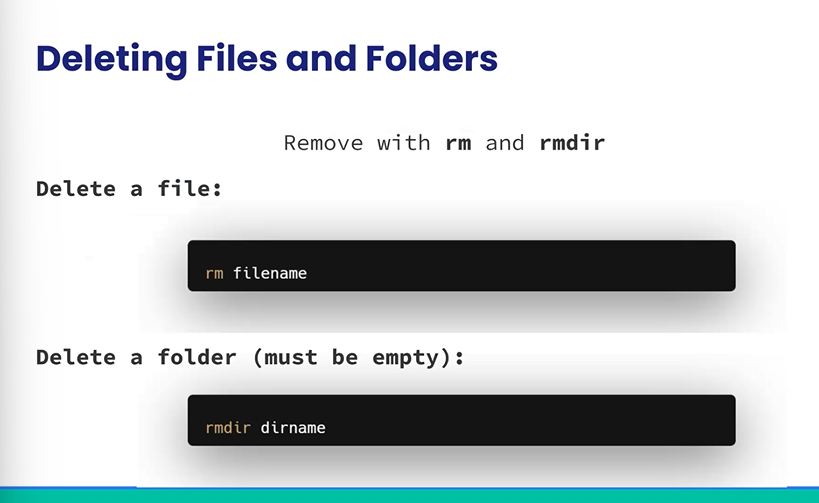 Deleting Files and Folders
Remove with rm and rmdir
Delete a file:
rm filename
Delete a folder (must be empty):
rmdir dirname